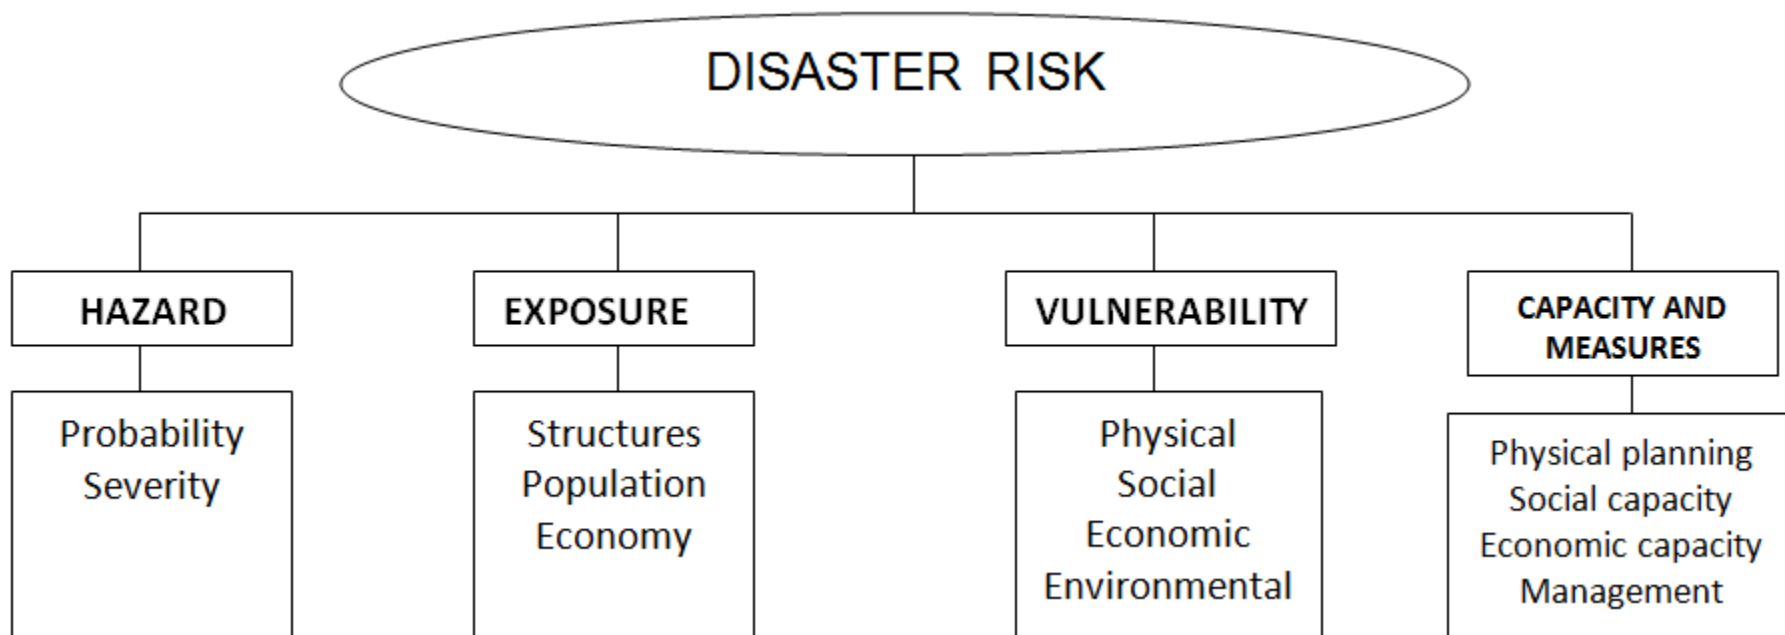 DISASTER RISK
HAZARD
EXPOSURE
VULNERABILITY
CAPACITY AND
MEASURES
Probability
Severity
Structures
Population
Economy
Physical
Social
Economic
Environmental
Physical planning
Social capacity
Economic capacity
Management